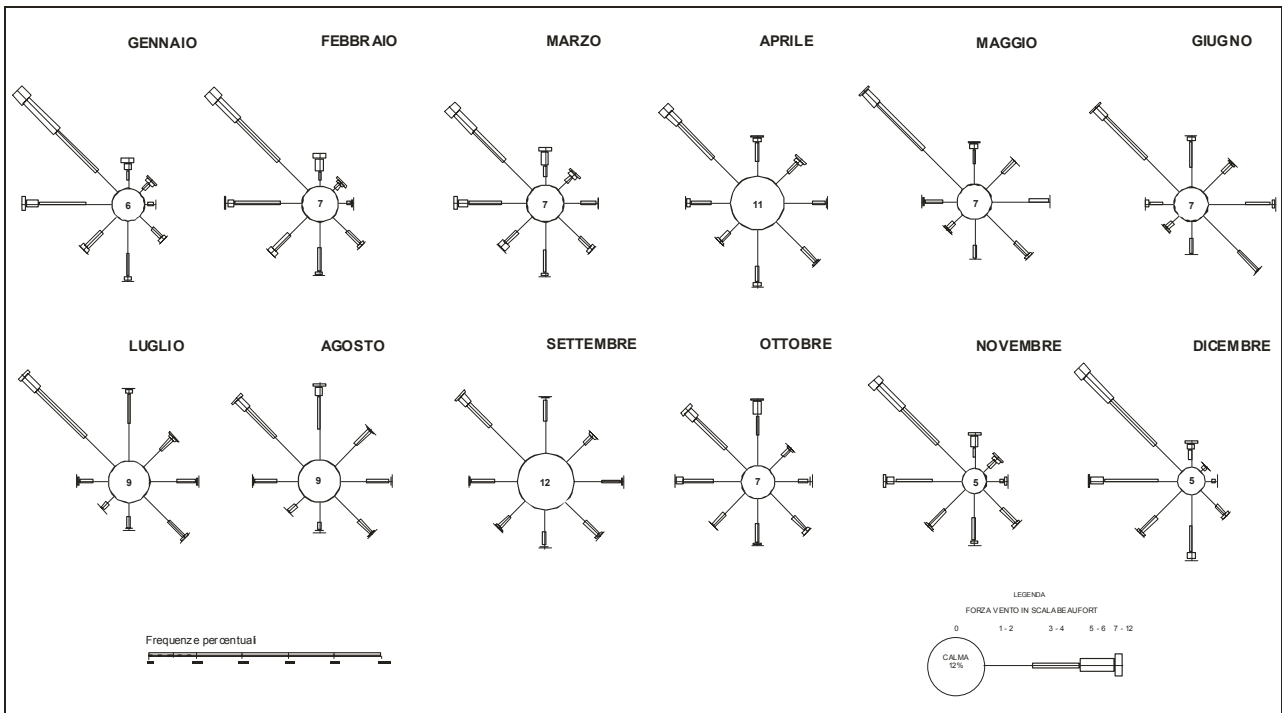 GENNAIO FEBBRAIO MARZO APRILE MAGGIO GIUGNO
6 7 7 11 7 7
LUGLIO AGOSTO SETTEMBRE OTTOBRE NOVEMBRE DICEMBRE
9 9 12 7 5 5
LEGENDA
FORZA VENTO IN SCALA BEAUFORT
0 1 - 2 3 - 4 5 - 6 7 - 12
Frequenze percentuali
CALMA
12%